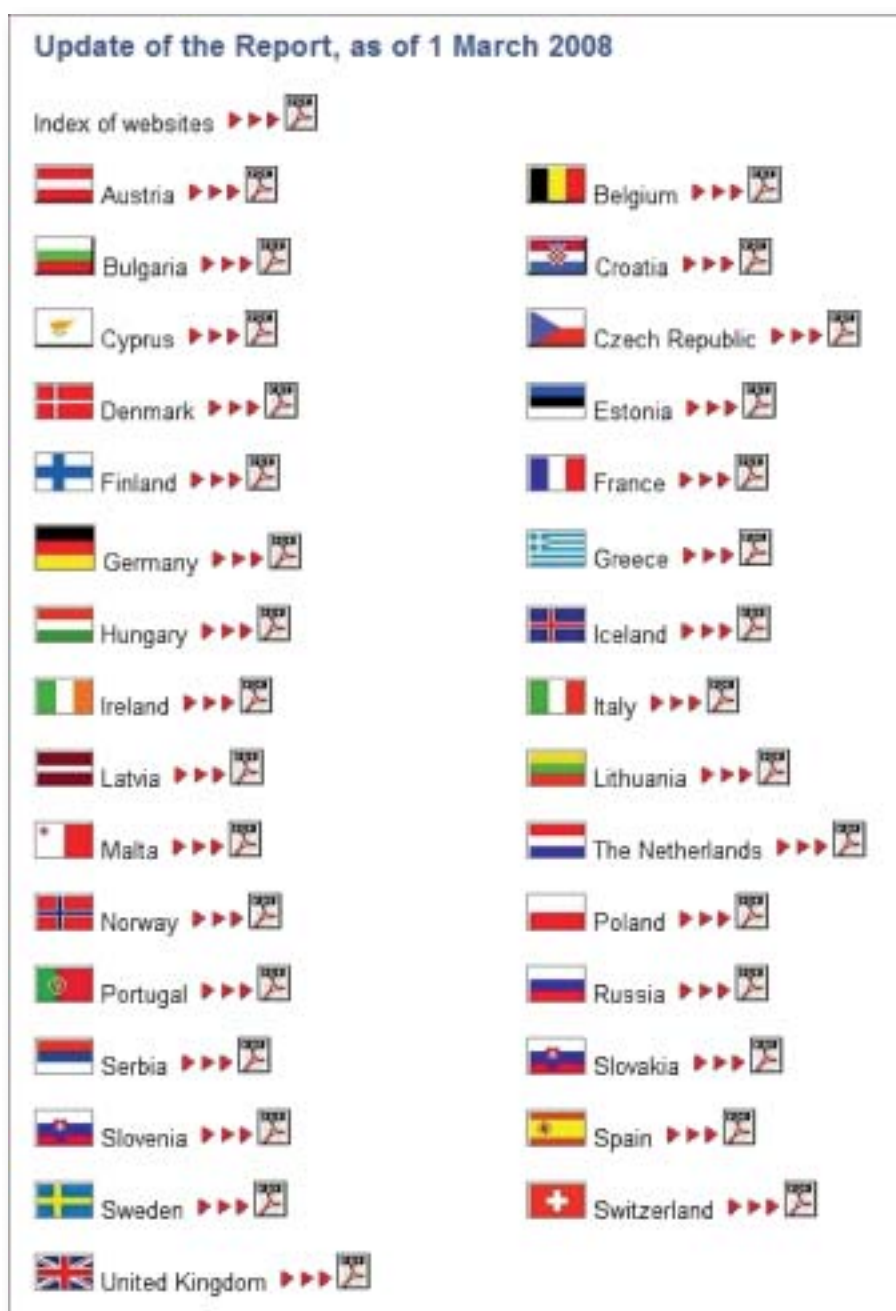 Update of the Report, as of 1 March 2008
Index of websites
Austria
Belgium
Bulgaria
Croatia
Cyprus
Czech Republic
Denmark
Estonia
Finland
France
Germany
Greece
Hungary
Iceland
Ireland
Italy
Latvia
Lithuania
Malta
The Netherlands
Norway
Poland
Portugal
Russia
Serbia
Slovakia
Slovenia
Spain
Sweden
Switzerland
United Kingdom